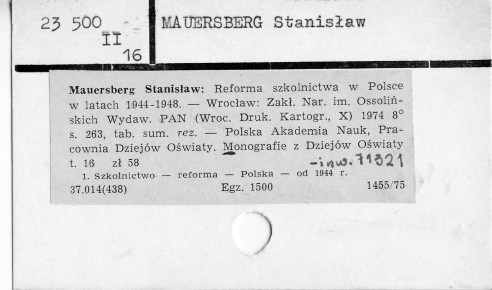 23 500 MAUERSBERG Stanisław
II
16
Mauersberg Stanisław: Reforma szkolnictwa w Polsce
w latach 1944-1948. — Wrocław: Zakł. Nar. im. Ossoliń-
skich Wydaw. PAN (Wroc. Druk. Kartogr., X) 1974 8°
s. 263, tab. sum. rez. — Polska Akademia Nauk, Pra-
cownia Dziejów Oświaty. Monografie z Dziejów Oświaty
t. 16 zł 58 -inw. 71321
1. Szkolnictwo — reforma — Polska — od 1944 r.
37.014(438) Egz. 1500 1455/75